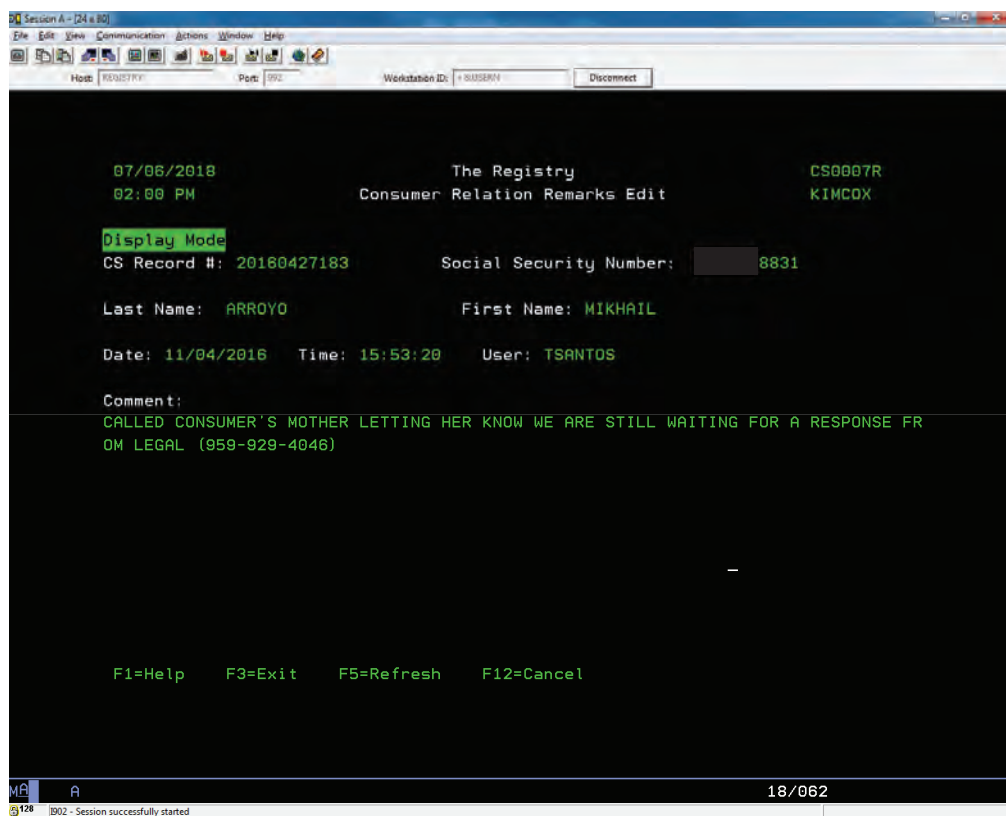 Session A - [24 x 80]
File Edit View Communication Actions Window Help
Host: REGISTRY Port: 992 Workstation ID: Disconnect
07/06/2018 The Registry CS0007R
02:00 PM Consumer Relation Remarks Edit KIMCOX
Display Mode
CS Record #: 20160427183 Social Security Number: 8831
Last Name: ARROYO First Name: MIKHAIL
Date: 11/04/2016 Time: 15:53:20 User: TSANTOS
Comment:
CALLED CONSUMER'S MOTHER LETTING HER KNOW WE ARE STILL WAITING FOR A RESPONSE FR
OM LEGAL (959-929-4046)
F1=Help F3=Exit F5=Refresh F12=Cancel
MA A 18/062
128 I902 - Session successfully started